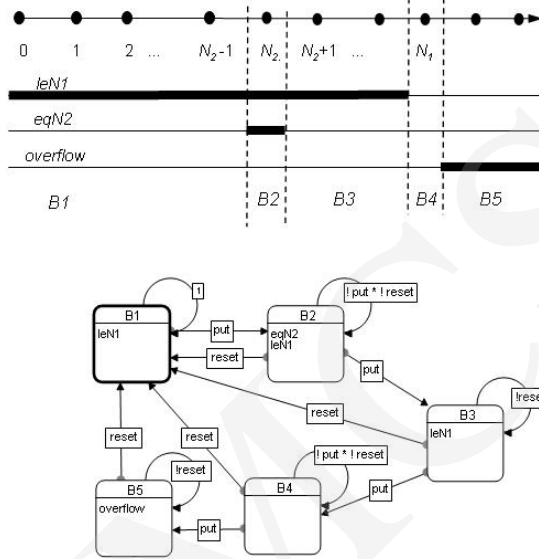 0 1 2 ... N₂-1 N₂. N₂+1 ... N₁
leN1
eqN2
overflow
B1 B2 B3 B4 B5
1
B1
leN1
put
reset
B2
eqN2
leN1
! put * ! reset
put
reset
B3
leN1
!rese
reset
reset
put
! put * ! reset
B5
overflow
!reset
put
B4